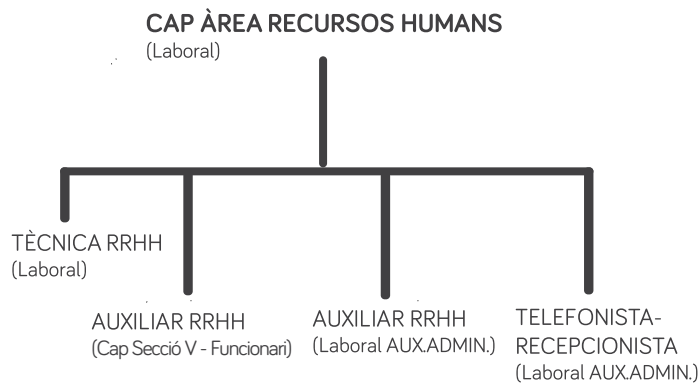 CAP ÀREA RECURSOS HUMANS
(Laboral)
TÈCNICA RRHH
(Laboral)
AUXILIAR RRHH
(Cap Secció V - Funcionari)
AUXILIAR RRHH
(Laboral AUX.ADMIN.)
TELEFONISTA-
RECEPCIONISTA
(Laboral AUX.ADMIN.)